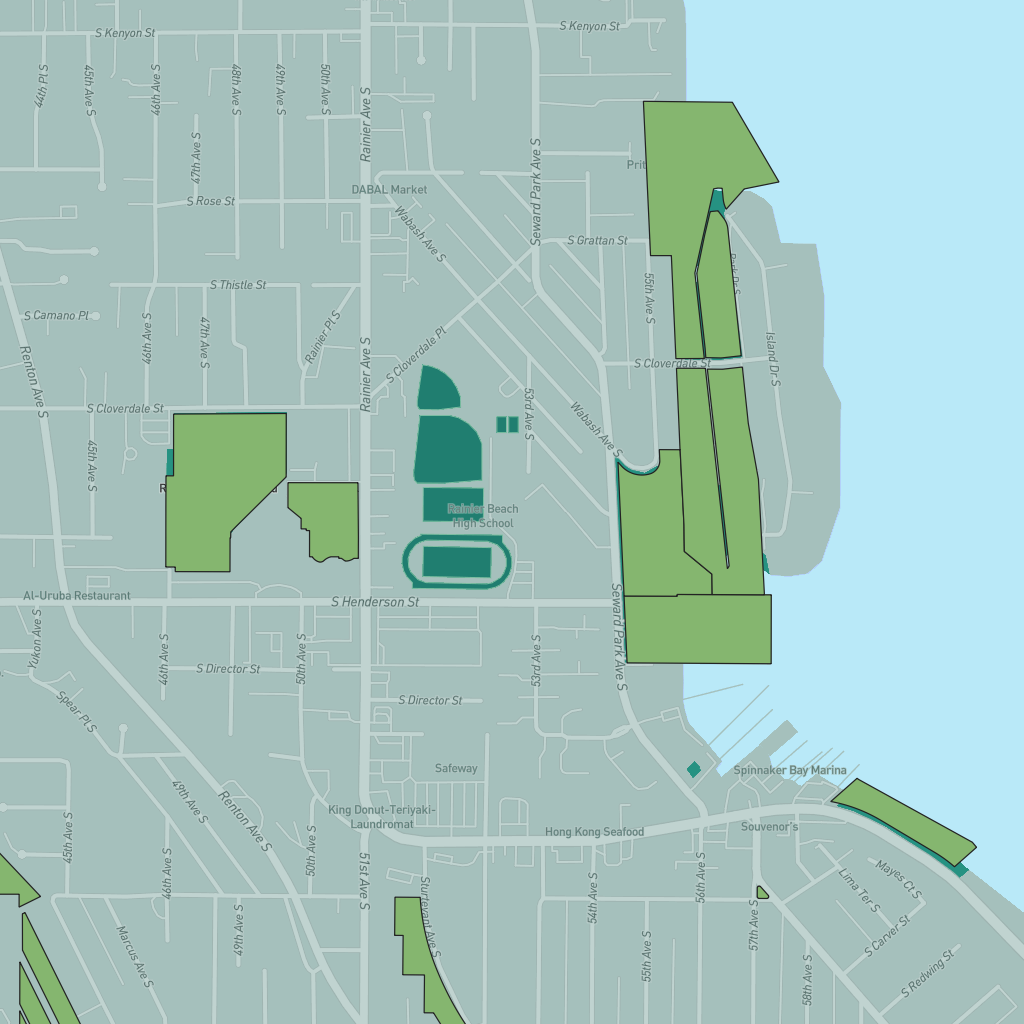 S Kenyon St
S Kenyon St
44th Pl S
45th Ave S
46th Ave S
48th Ave S
49th Ave S
50th Ave S
Rainier Ave S
47th Ave S
Seward Park Ave S
Prit
DABAL Market
S Rose St
Wabash Ave S
S Grattan St
Park Dr S
S Thistle St
55th Ave S
S Camano Pl
46th Ave S
47th Ave S
Rainier Pl S
S Cloverdale Pl
Rainier Ave S
Island Dr S
Renton Ave S
S Cloverdale St
S Cloverdale St
53rd Ave S
Wabash Ave S
45th Ave S
Rainier Beach
High School
Al-Uruba Restaurant
S Henderson St
Seward Park Ave S
Yukon Ave S
46th Ave S
50th Ave S
53rd Ave S
S Director St
S Director St
Spear Pl S
Safeway
Spinnaker Bay Marina
49th Ave S
Renton Ave S
King Donut-Teriyaki-
Laundromat
Hong Kong Seafood
Souvenor's
45th Ave S
46th Ave S
50th Ave S
51st Ave S
Sturtevant Ave S
54th Ave S
56th Ave S
Mayes Ct S
Lima Ter S
Marcus Ave S
49th Ave S
55th Ave S
57th Ave S
58th Ave S
S Carver St
S Redwing St